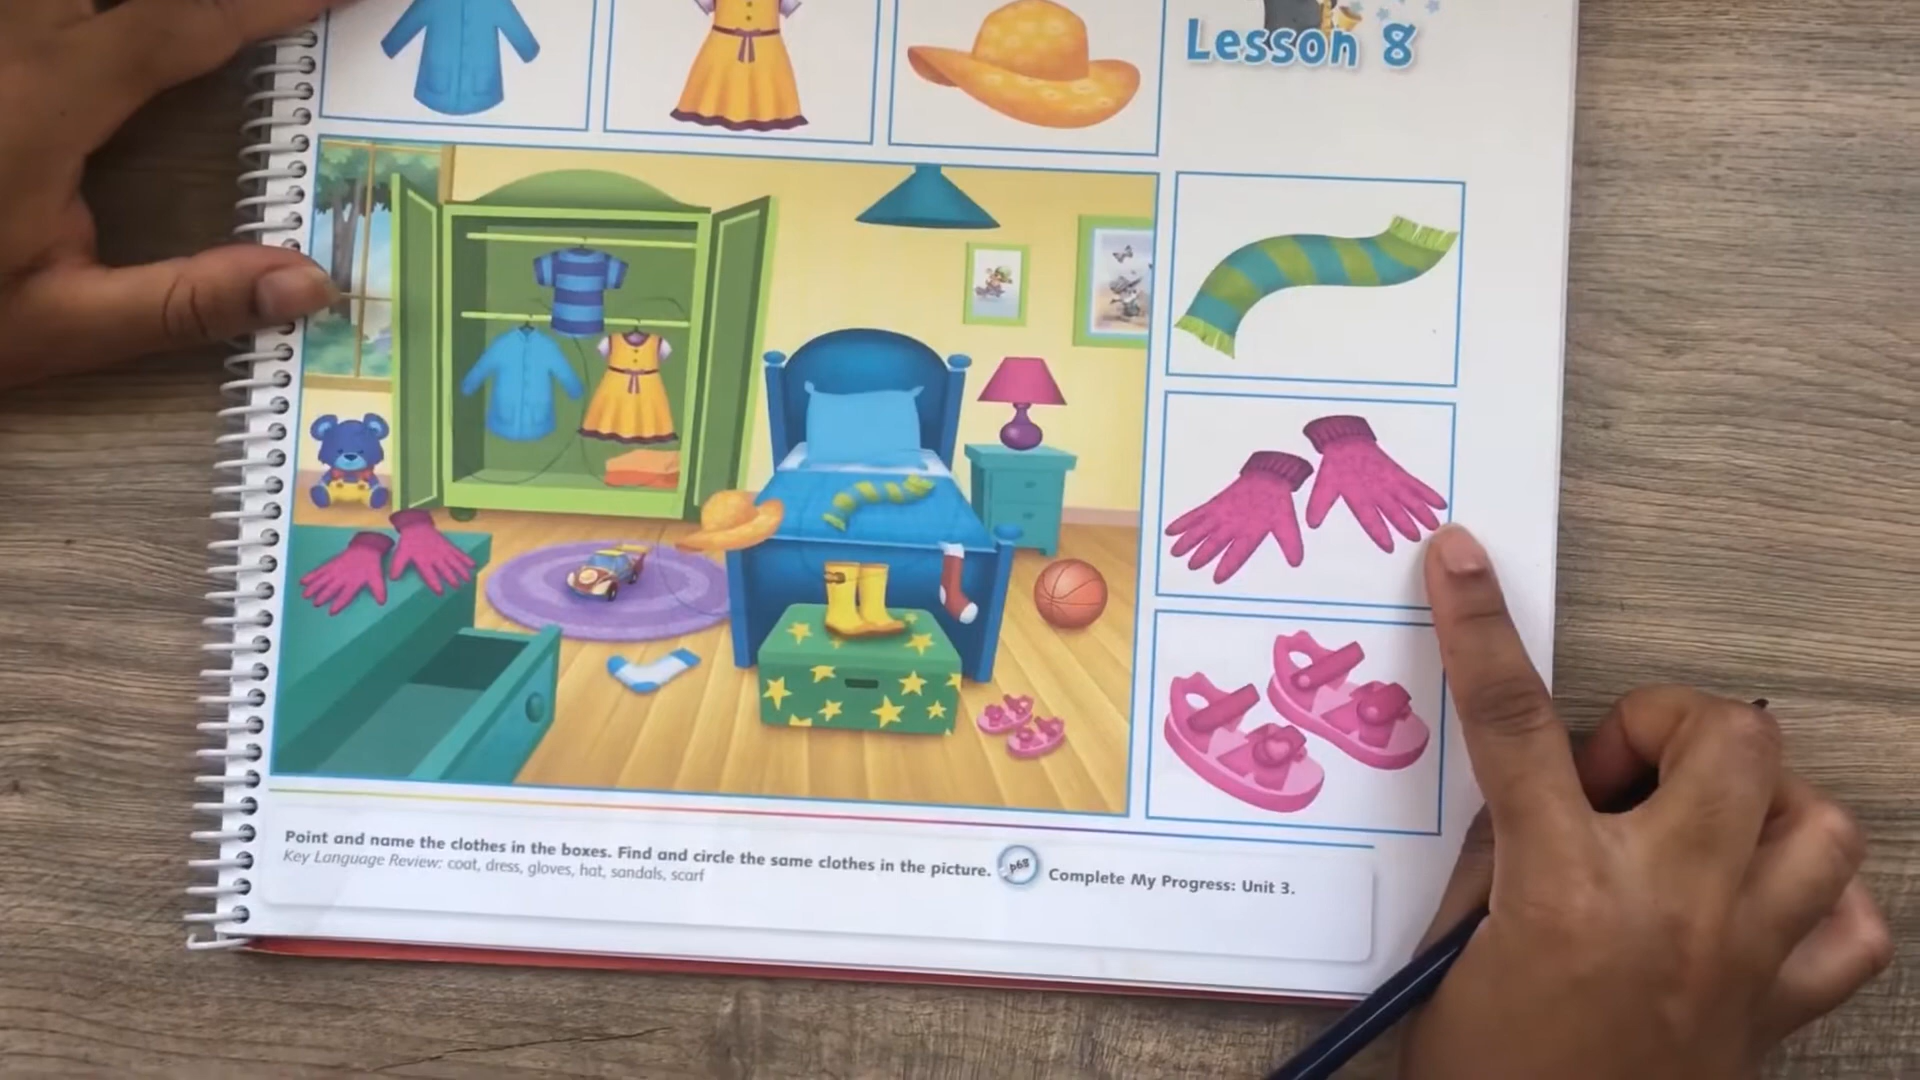 Lesson 8
Point and name the clothes in the boxes. Find and circle the same clothes in the picture. p68 Complete My Progress: Unit 3.
Key Language Review: coat, dress, gloves, hat, sandals, scarf